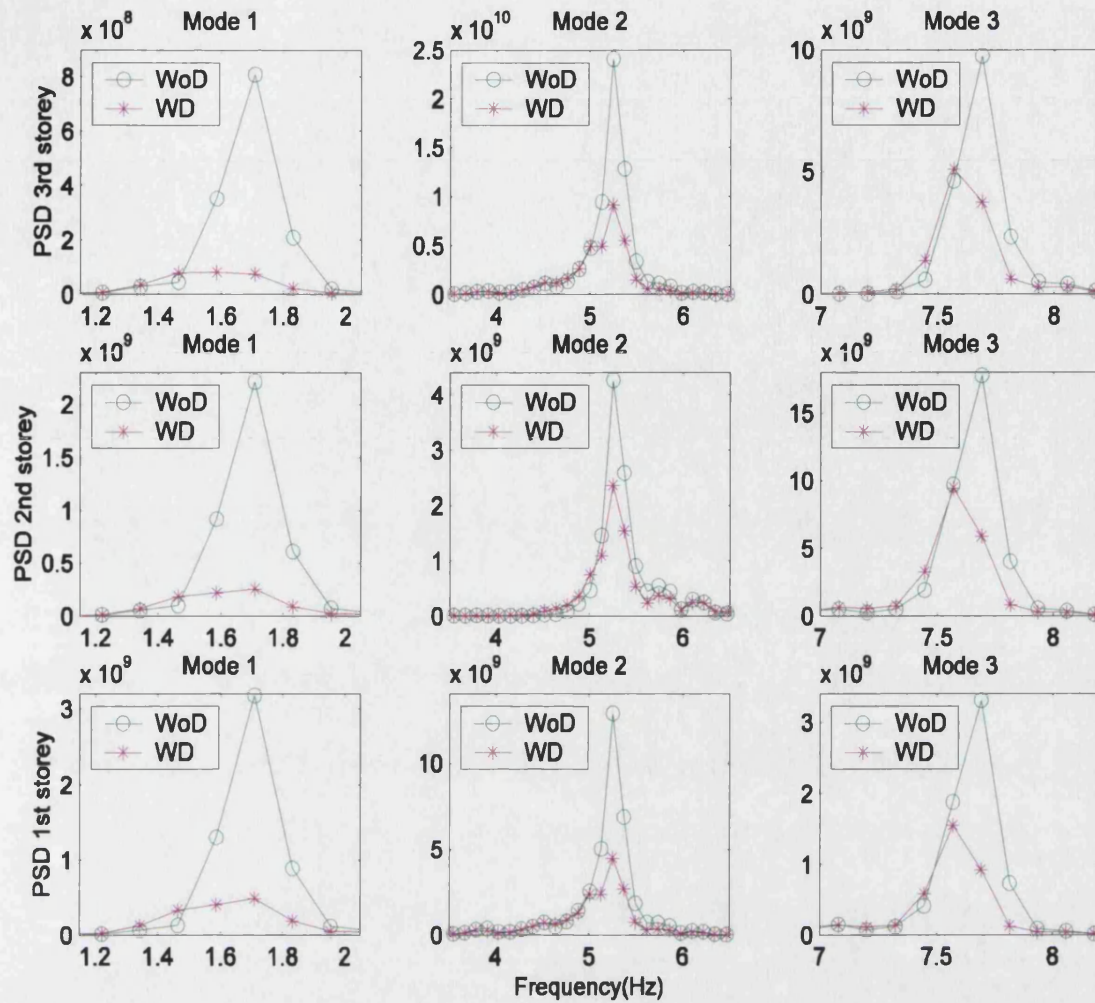 x 10^8 Mode 1
PSD 3rd storey
8
6
4
2
0
1.2 1.4 1.6 1.8 2
WoD
WD
x 10^10 Mode 2
2.5
2
1.5
1
0.5
0
4 5 6
WoD
WD
x 10^9 Mode 3
10
5
0
7 7.5 8
WoD
WD
x 10^9 Mode 1
PSD 2nd storey
2
1.5
1
0.5
0
1.2 1.4 1.6 1.8 2
WoD
WD
x 10^9 Mode 2
4
3
2
1
0
4 5 6
WoD
WD
x 10^9 Mode 3
15
10
5
0
7 7.5 8
WoD
WD
x 10^9 Mode 1
PSD 1st storey
3
2
1
0
1.2 1.4 1.6 1.8 2
WoD
WD
x 10^9 Mode 2
10
5
0
4 5 6
WoD
WD
Frequency(Hz)
x 10^9 Mode 3
3
2
1
0
7 7.5 8
WoD
WD